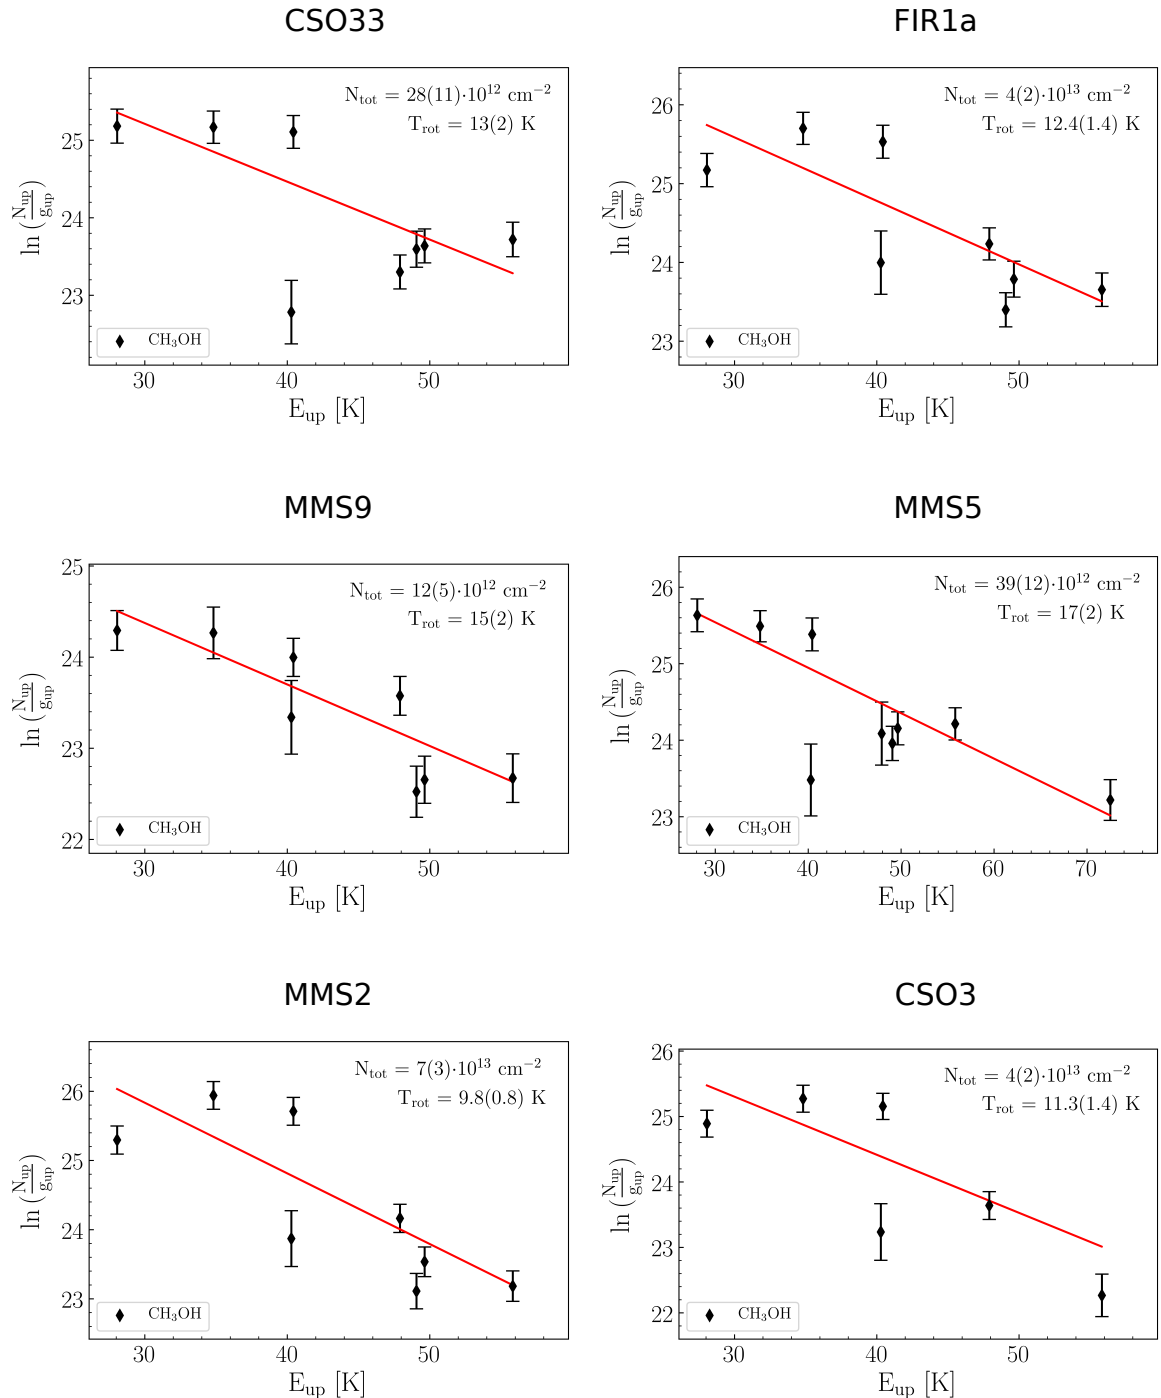 CSO33
N_tot = 28(11)·10^12 cm^−2
T_rot = 13(2) K
25
24
23
ln (N_up/g_up)
CH₃OH
30 40 50
E_up [K]
FIR1a
N_tot = 4(2)·10^13 cm^−2
T_rot = 12.4(1.4) K
26
25
24
23
ln (N_up/g_up)
CH₃OH
30 40 50
E_up [K]
MMS9
N_tot = 12(5)·10^12 cm^−2
T_rot = 15(2) K
25
24
23
22
ln (N_up/g_up)
CH₃OH
30 40 50
E_up [K]
MMS5
N_tot = 39(12)·10^12 cm^−2
T_rot = 17(2) K
26
25
24
23
ln (N_up/g_up)
CH₃OH
30 40 50 60 70
E_up [K]
MMS2
N_tot = 7(3)·10^13 cm^−2
T_rot = 9.8(0.8) K
26
25
24
23
ln (N_up/g_up)
CH₃OH
30 40 50
E_up [K]
CSO3
N_tot = 4(2)·10^13 cm^−2
T_rot = 11.3(1.4) K
26
25
24
23
22
ln (N_up/g_up)
CH₃OH
30 40 50
E_up [K]